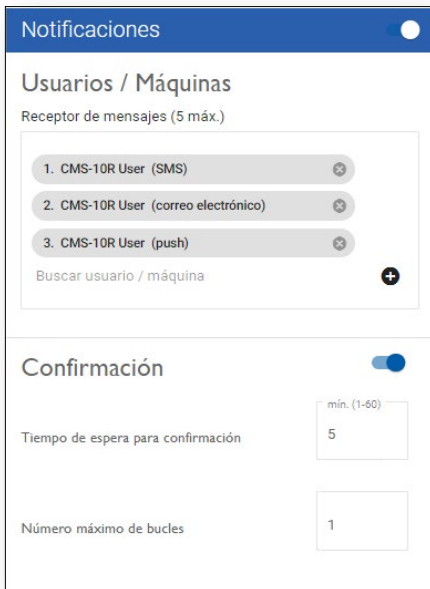 Notificaciones
Usuarios / Máquinas
Receptor de mensajes (5 máx.)
1. CMS-10R User (SMS)
2. CMS-10R User (correo electrónico)
3. CMS-10R User (push)
Buscar usuario / máquina
Confirmación
mín. (1-60)
Tiempo de espera para confirmación
5
Número máximo de bucles
1